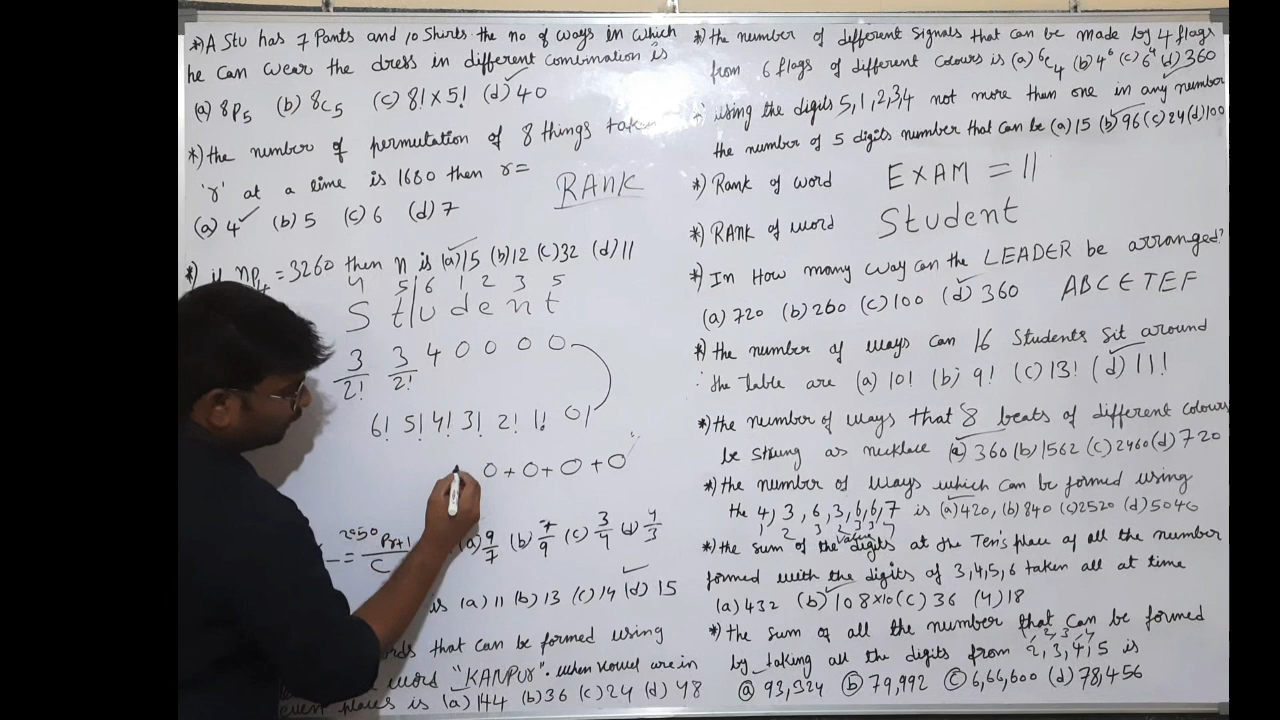 *) A Stu has 7 Pants and 10 Shirts. the no of ways in which
he can wear the dress in different combination is
(a) 8P5 (b) 8C5 (c) 8! x 5! (d) 40
*) the number of permutation of 8 things taken
'r' at a time is 1680 then r =
(a) 4 (b) 5 (c) 6 (d) 7
RANK
*) if nP4 = 3260 then n is (a) 15 (b) 12 (c) 32 (d) 11
4 5 6 1 2 3 5
S t u d e n t
3/2! 3/2! 4 0 0 0 0
6! 5! 4! 3! 2! 1! 0!
0 + 0 + 0 + 0
= Pr+1 / C (a) 9/7 (b) 7/9 (c) 3/4 (d) 4/3
is (a) 11 (b) 13 (c) 14 (d) 15
that can be formed using
word "KANPUR". when vowel are in
even places is (a) 144 (b) 36 (c) 24 (d) 48
*) the number of different Signals that can be made by 4 flags
from 6 flags of different colours is (a) 6C4 (b) 4^6 (c) 6^4 (d) 360
using the digits 5,1,2,3,4 not more then one in any number
the number of 5 digits number that can be (a) 15 (b) 96 (c) 24 (d) 100
*) Rank of word EXAM = 11
*) RANK of word Student
*) In How many way can the LEADER be arranged?
(a) 720 (b) 260 (c) 100 (d) 360 ABCETEF
*) the number of ways can 16 Students Sit around
the table are (a) 10! (b) 9! (c) 13! (d) 11!
*) the number of ways that 8 beats of different colours
be strung as necklace (a) 360 (b) 1562 (c) 2460 (d) 720
*) the number of ways which can be formed using
the 4, 3, 6, 3, 6, 6, 7 is (a) 420, (b) 840 (c) 2520 (d) 5040
value
*) the sum of the digits at the Ten's place of all the number
formed with the digits of 3,4,5,6 taken all at time
(a) 432 (b) 108x10 (c) 36 (4) 18
*) the sum of all the number that can be formed
by taking all the digits from 2, 3, 4, 5 is
(a) 93,324 (b) 79,992 (c) 6,66,600 (d) 78,456